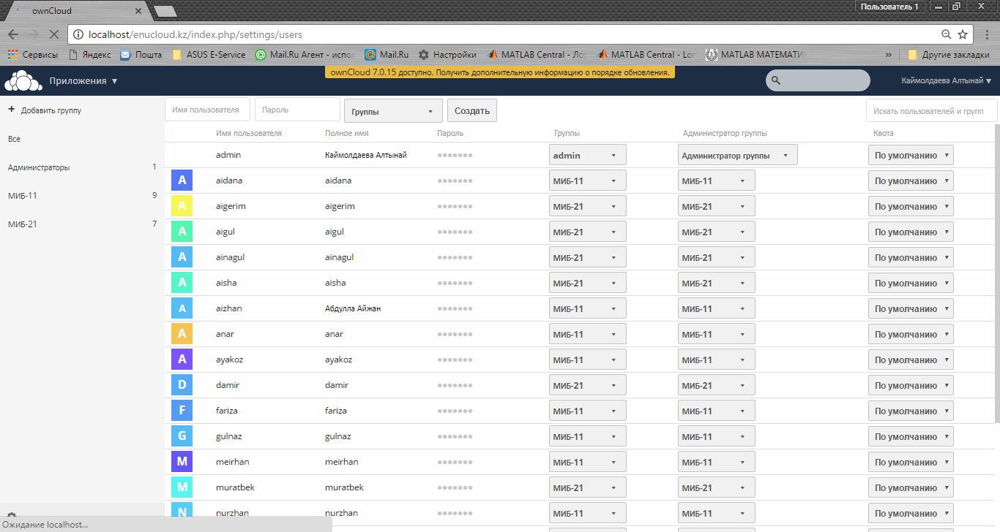 ownCloud
Пользователь 1
localhost/enucloud.kz/index.php/settings/users
Сервисы Яндекс Почта ASUS E-Service Mail.Ru Агент - испол Mail.Ru Настройки MATLAB Central - Лор MATLAB Central - Lor MATLAB МАТЕМАТИ » Другие закладки
Приложения ▼ ownCloud 7.0.15 доступно. Получить дополнительную информацию о порядке обновления. Каймолдаева Алтынай ▼
+ Добавить группу
Все
Администраторы 1
МИБ-11 9
МИБ-21 7
Имя пользователя Пароль Группы Создать Искать пользователей и групп
Имя пользователя Полное имя Пароль Группы Администратор группы Квота
admin Каймолдаева Алтынай ●●●●●●● admin Администратор группы По умолчанию
A aidana aidana ●●●●●●● МИБ-11 МИБ-11 По умолчанию
A aigerim aigerim ●●●●●●● МИБ-21 МИБ-21 По умолчанию
A aigul aigul ●●●●●●● МИБ-21 МИБ-21 По умолчанию
A ainagul ainagul ●●●●●●● МИБ-21 МИБ-21 По умолчанию
A aisha aisha ●●●●●●● МИБ-21 МИБ-21 По умолчанию
A aizhan Абдулла Айжан ●●●●●●● МИБ-11 МИБ-11 По умолчанию
A anar anar ●●●●●●● МИБ-11 МИБ-11 По умолчанию
A ayakoz ayakoz ●●●●●●● МИБ-11 МИБ-11 По умолчанию
D damir damir ●●●●●●● МИБ-21 МИБ-21 По умолчанию
F fariza fariza ●●●●●●● МИБ-11 МИБ-11 По умолчанию
G gulnaz gulnaz ●●●●●●● МИБ-11 МИБ-11 По умолчанию
M meirhan meirhan ●●●●●●● МИБ-11 МИБ-11 По умолчанию
M muratbek muratbek ●●●●●●● МИБ-21 МИБ-21 По умолчанию
N nurzhan nurzhan ●●●●●●● МИБ-11 МИБ-11 По умолчанию
Ожидание localhost...